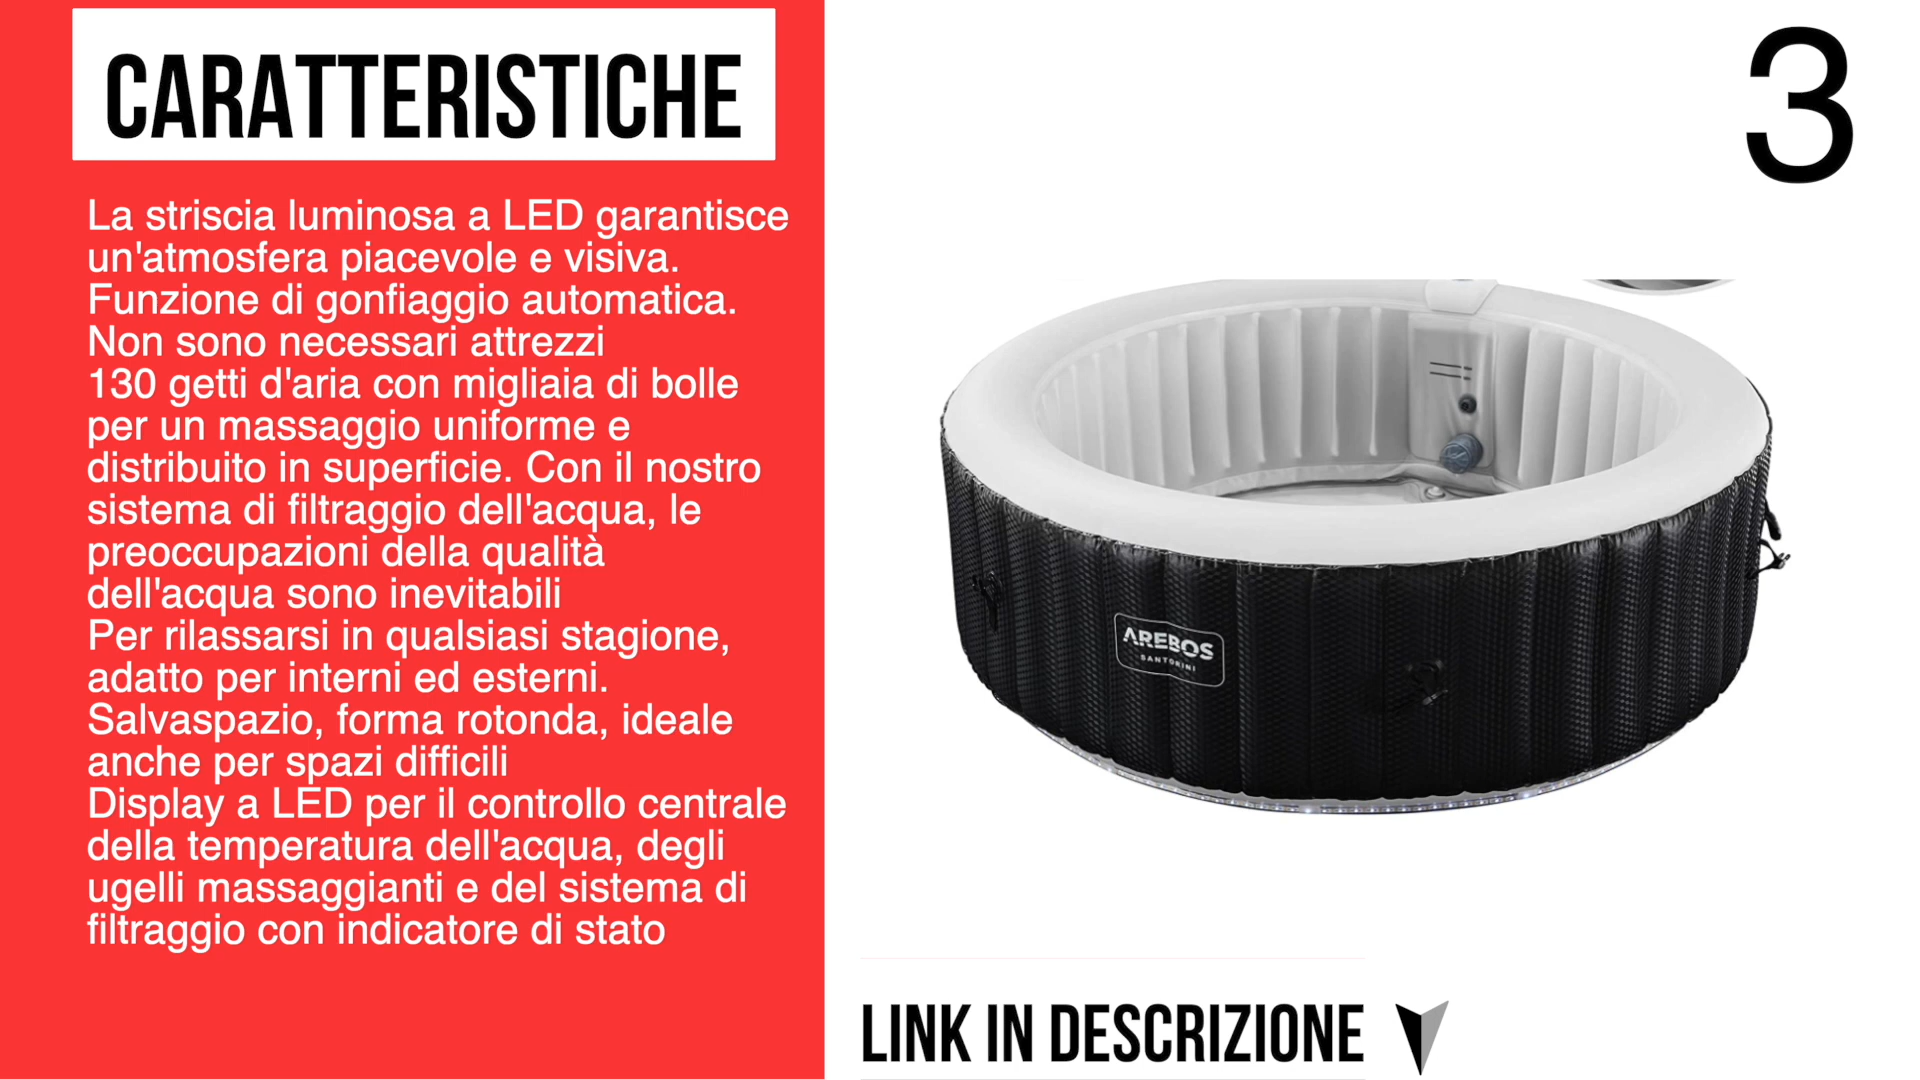 CARATTERISTICHE
3
La striscia luminosa a LED garantisce
un'atmosfera piacevole e visiva.
Funzione di gonfiaggio automatica.
Non sono necessari attrezzi
130 getti d'aria con migliaia di bolle
per un massaggio uniforme e
distribuito in superficie. Con il nostro
sistema di filtraggio dell'acqua, le
preoccupazioni della qualità
dell'acqua sono inevitabili
Per rilassarsi in qualsiasi stagione,
adatto per interni ed esterni.
Salvaspazio, forma rotonda, ideale
anche per spazi difficili
Display a LED per il controllo centrale
della temperatura dell'acqua, degli
ugelli massaggianti e del sistema di
filtraggio con indicatore di stato
AREBOS
SANTORINI
LINK IN DESCRIZIONE